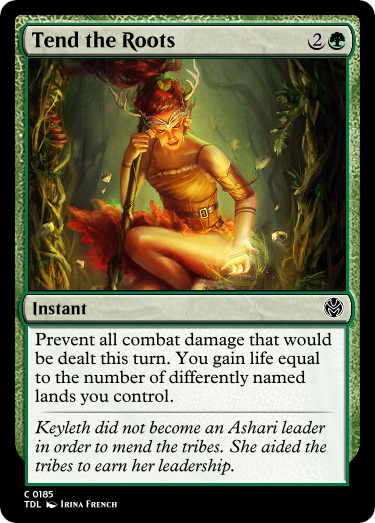 Tend the Roots 2
Instant
Prevent all combat damage that would
be dealt this turn. You gain life equal
to the number of differently named
lands you control.
Keyleth did not become an Ashari leader
in order to mend the tribes. She aided the
tribes to earn her leadership.
C 0185
TDL Irina French